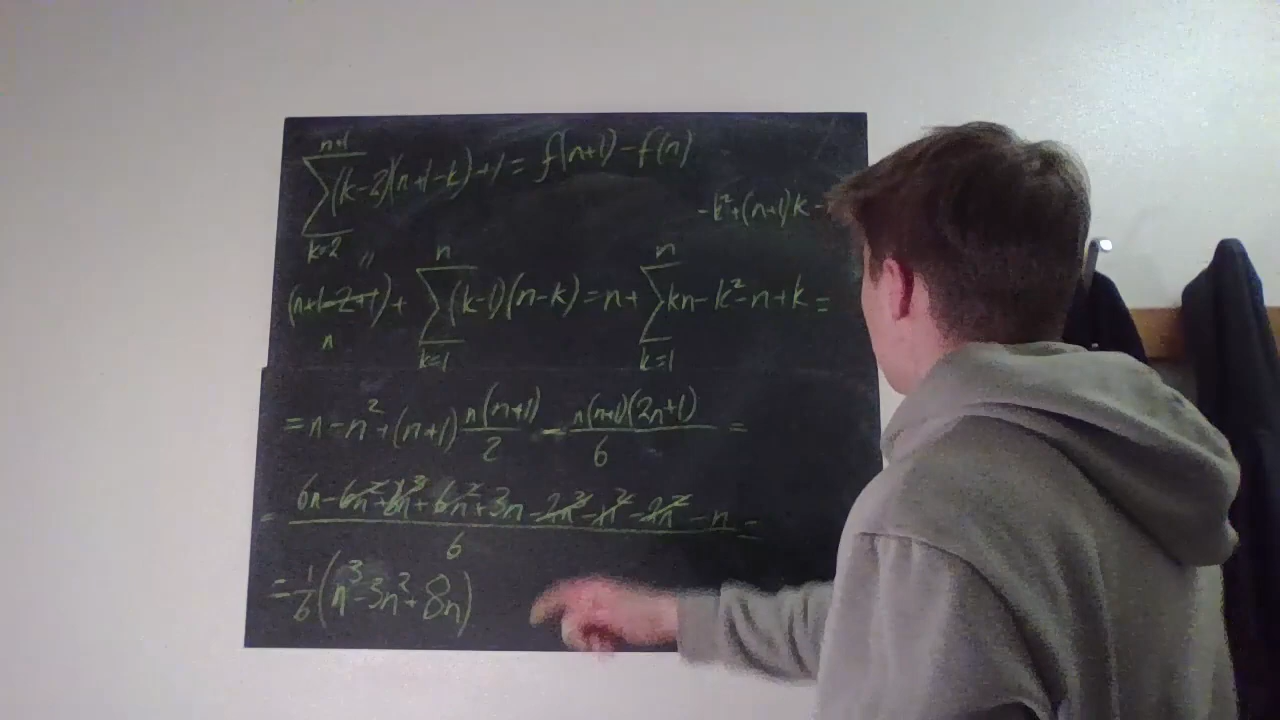 n+1
∑ (k-2)(n+1-k)+1 = f(n+1) - f(n)
k=2
-k²+(n+1)k -
(n+1-2+1) + ∑ (k-1)(n-k) = n + ∑ kn - k² - n + k =
n
k=1
n
k=1
n
= n - n² + (n+1) n(n+1)/2 - n(n+1)(2n+1)/6 =
= 6n-6n²+3n³+6n²+3n-2n³-n²-2n²-n / 6 =
= 1/6 (n³-3n²+8n)